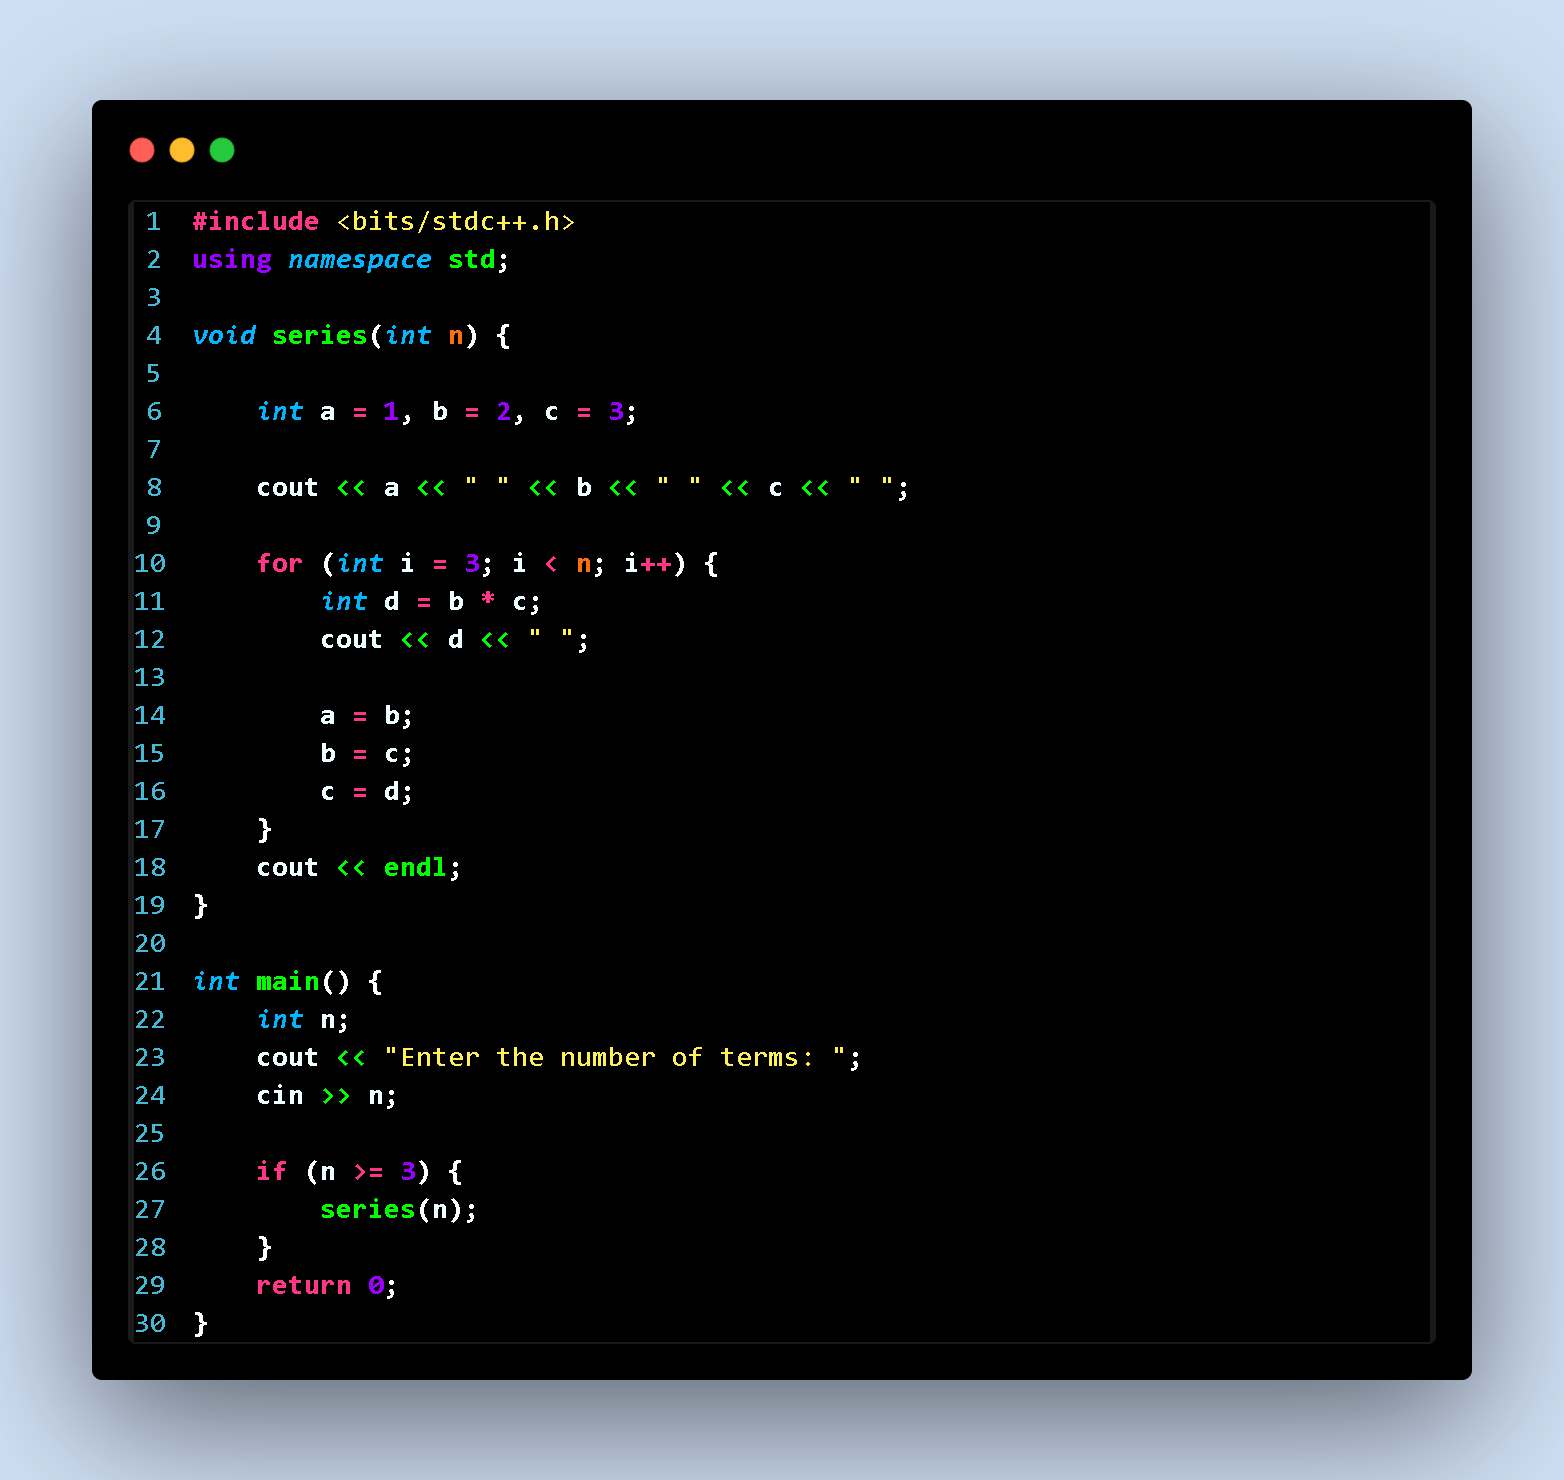 1 #include <bits/stdc++.h>
2 using namespace std;
3
4 void series(int n) {
5
6     int a = 1, b = 2, c = 3;
7
8     cout << a << " " << b << " " << c << " ";
9
10     for (int i = 3; i < n; i++) {
11         int d = b * c;
12         cout << d << " ";
13
14         a = b;
15         b = c;
16         c = d;
17     }
18     cout << endl;
19 }
20
21 int main() {
22     int n;
23     cout << "Enter the number of terms: ";
24     cin >> n;
25
26     if (n >= 3) {
27         series(n);
28     }
29     return 0;
30 }